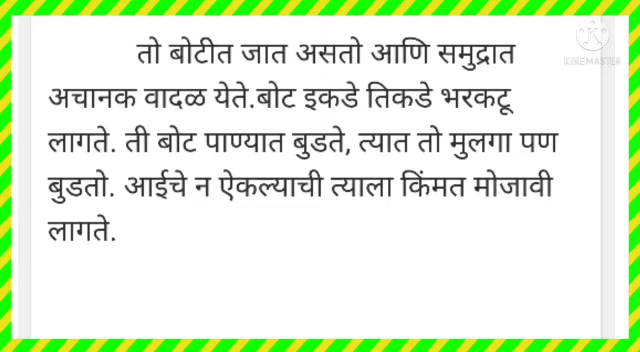 तो बोटीत जात असतो आणि समुद्रात
अचानक वादळ येते.बोट इकडे तिकडे भरकटू
लागते. ती बोट पाण्यात बुडते, त्यात तो मुलगा पण
बुडतो. आईचे न ऐकल्याची त्याला किंमत मोजावी
लागते.
KINEMASTER